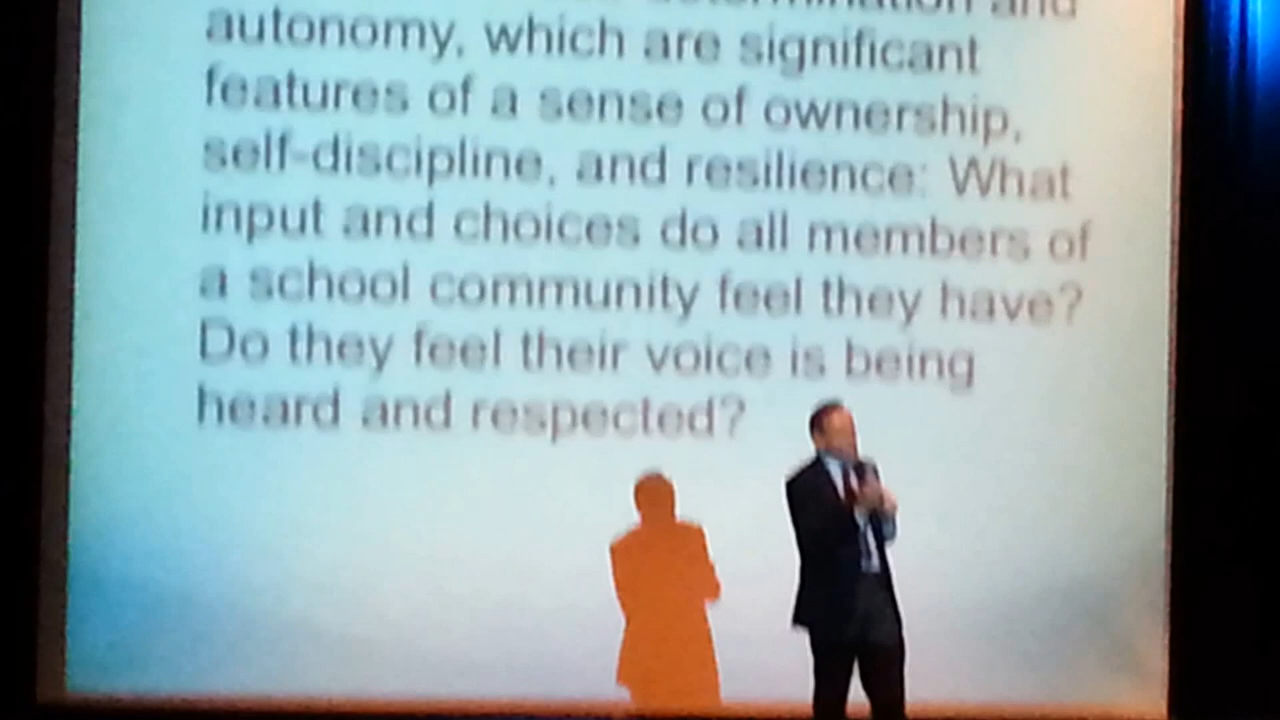 and
autonomy, which are significant
features of a sense of ownership,
self-discipline, and resilience: What
input and choices do all members of
a school community feel they have?
Do they feel their voice is being
heard and respected?